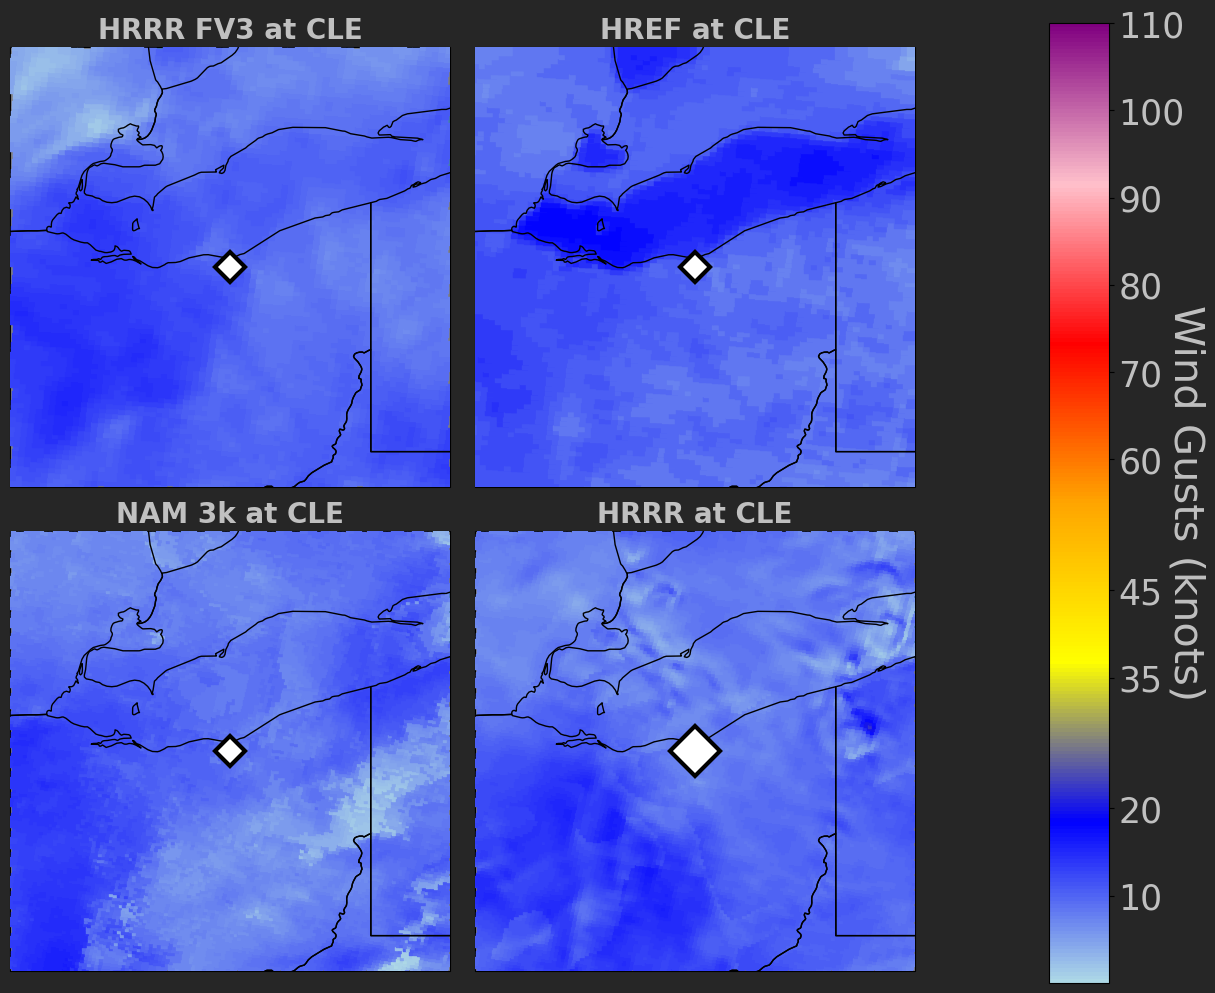 HRRR FV3 at CLE
HREF at CLE
NAM 3k at CLE
HRRR at CLE
110
100
90
80
70
60
45
35
20
10
Wind Gusts (knots)